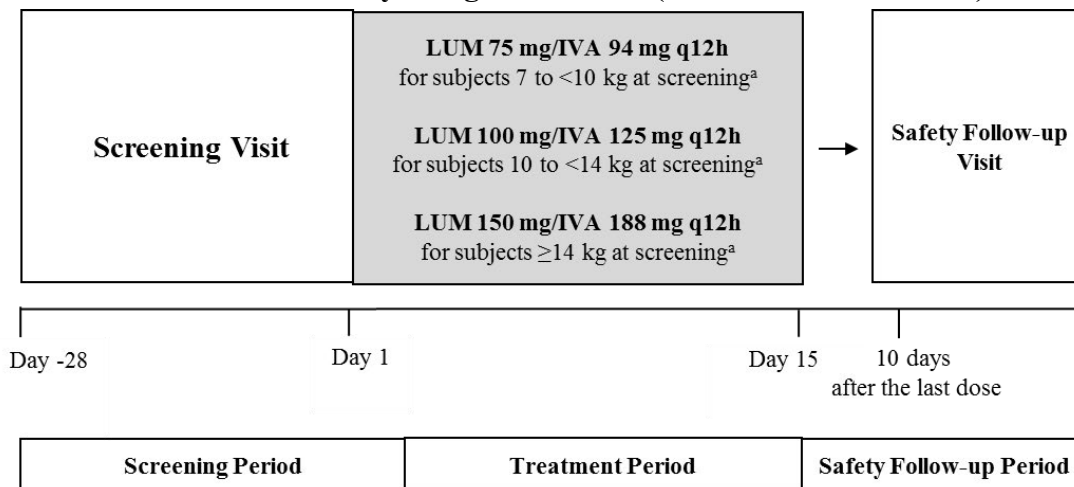 LUM 75 mg/IVA 94 mg q12h
for subjects 7 to <10 kg at screeningᵃ
LUM 100 mg/IVA 125 mg q12h
for subjects 10 to <14 kg at screeningᵃ
LUM 150 mg/IVA 188 mg q12h
for subjects ≥14 kg at screeningᵃ
Screening Visit
Safety Follow-up
Visit
Day -28
Day 1
Day 15
10 days
after the last dose
Screening Period
Treatment Period
Safety Follow-up Period